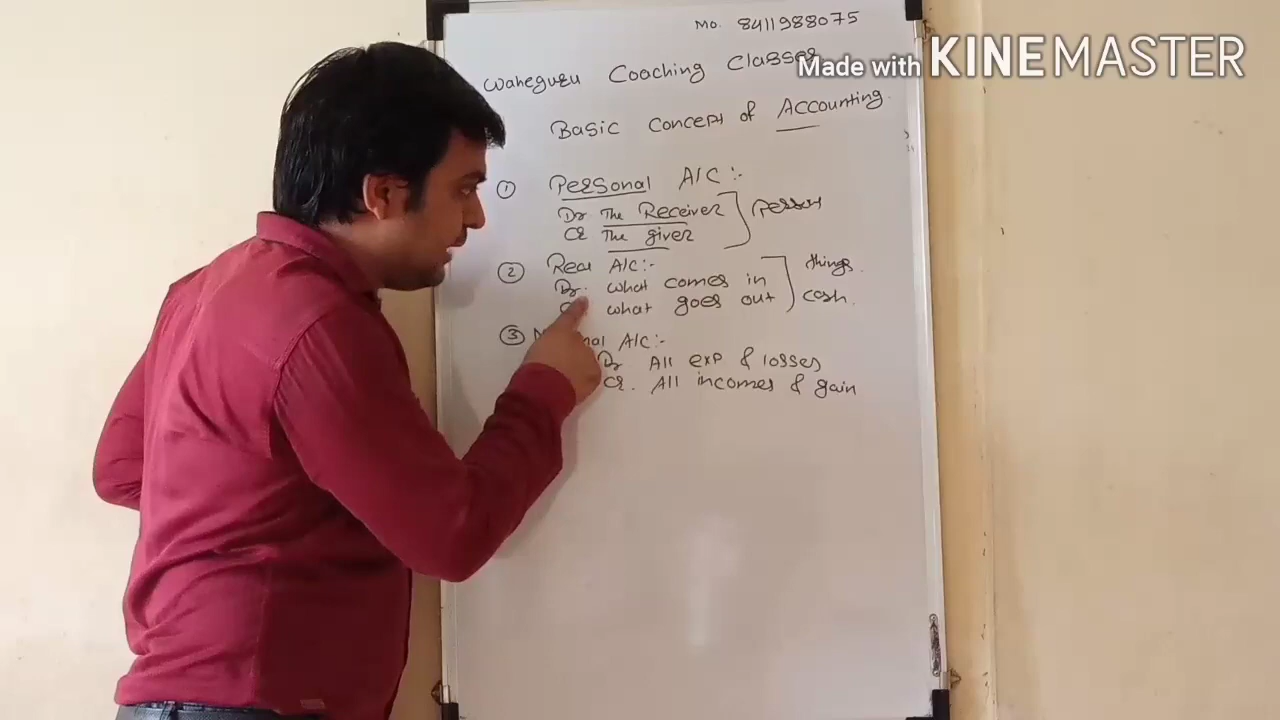 Mo. 8411988075
Waheguru Coaching Classes
Made with KINEMASTER
Basic Concept of Accounting
① Personal A/C :-
Dr The Receiver
Cr The giver
Person
② Real A/C:-
Dr. what comes in
what goes out
things
cash.
③ A/C:-
Dr All exp & losses
Cr. All incomes & gain